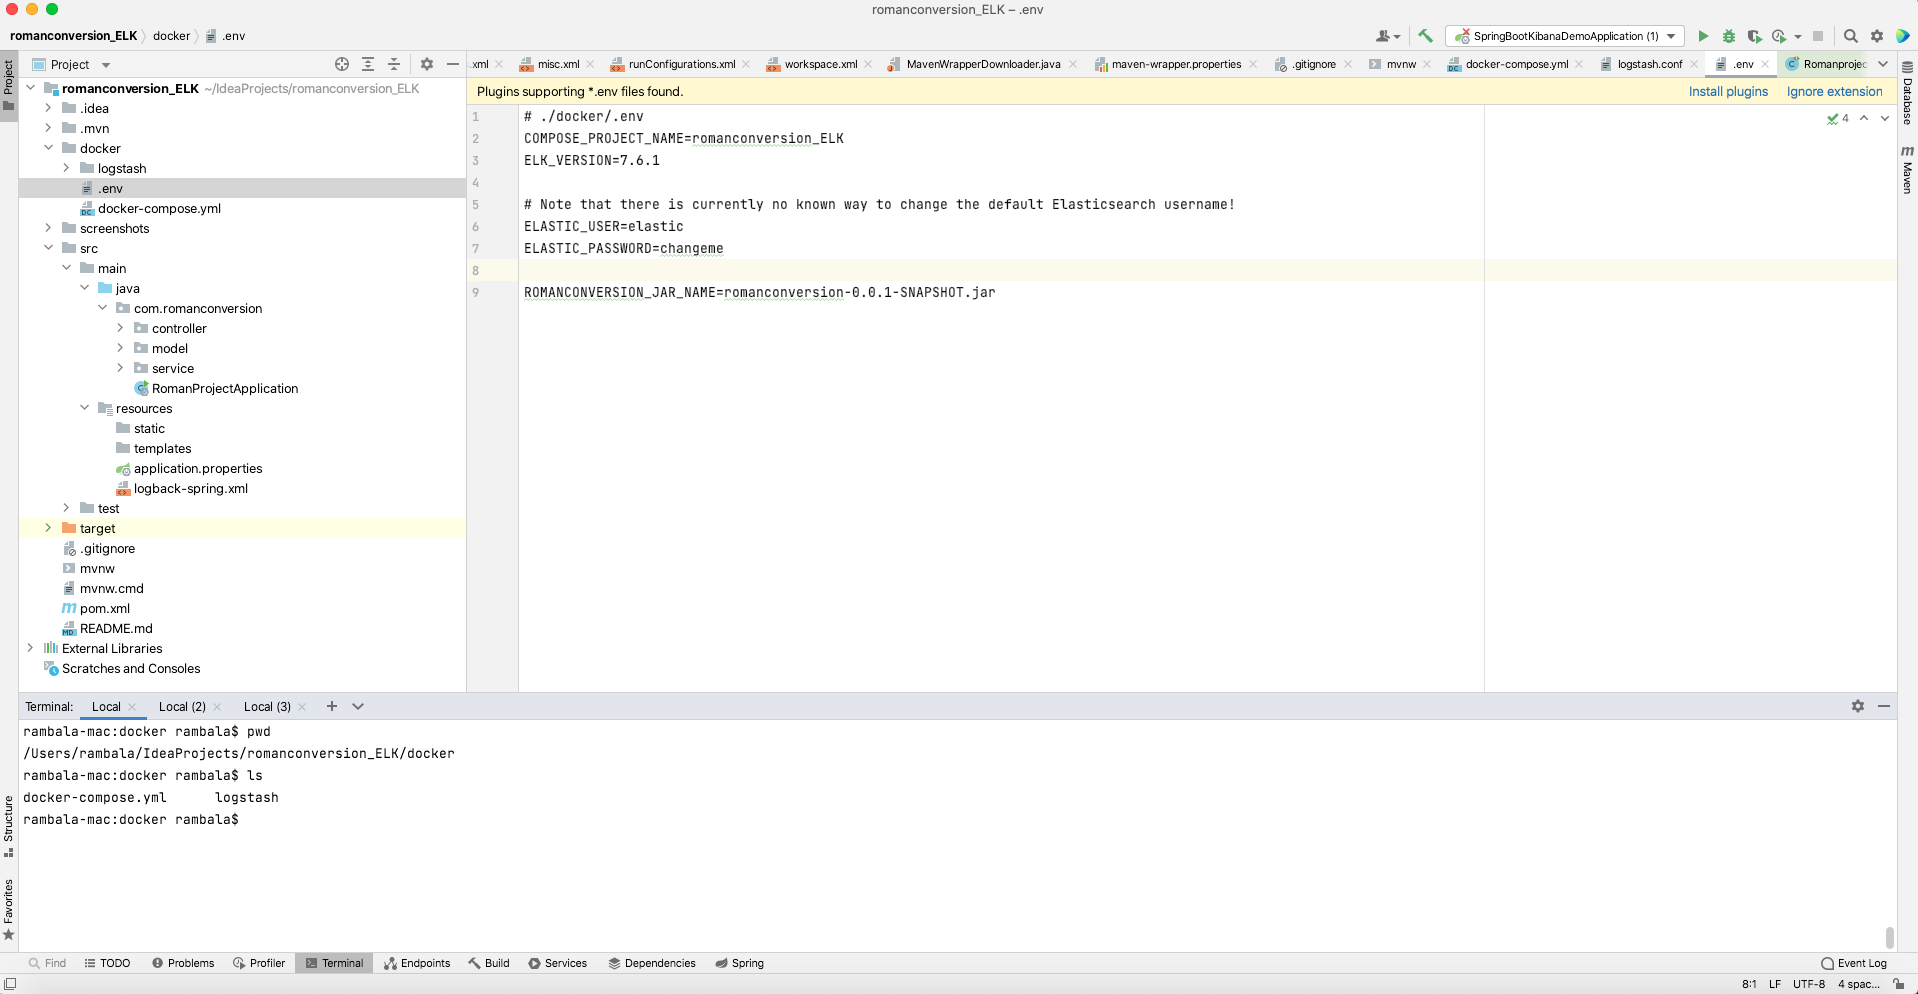 romanconversion_ELK – .env
romanconversion_ELK docker .env
SpringBootKibanaDemoApplication (1)
Project
.xml misc.xml runConfigurations.xml workspace.xml MavenWrapperDownloader.java maven-wrapper.properties .gitignore mvnw docker-compose.yml logstash.conf .env Romanprojec
Project
Database
Maven
Structure
Favorites
romanconversion_ELK ~/IdeaProjects/romanconversion_ELK
.idea
.mvn
docker
logstash
.env
docker-compose.yml
screenshots
src
main
java
com.romanconversion
controller
model
service
RomanProjectApplication
resources
static
templates
application.properties
logback-spring.xml
test
target
.gitignore
mvnw
mvnw.cmd
pom.xml
README.md
External Libraries
Scratches and Consoles
Plugins supporting *.env files found. Install plugins Ignore extension
4
1 # ./docker/.env
2 COMPOSE_PROJECT_NAME=romanconversion_ELK
3 ELK_VERSION=7.6.1
4
5 # Note that there is currently no known way to change the default Elasticsearch username!
6 ELASTIC_USER=elastic
7 ELASTIC_PASSWORD=changeme
8
9 ROMANCONVERSION_JAR_NAME=romanconversion-0.0.1-SNAPSHOT.jar
Terminal: Local Local (2) Local (3)
rambala-mac:docker rambala$ pwd
/Users/rambala/IdeaProjects/romanconversion_ELK/docker
rambala-mac:docker rambala$ ls
docker-compose.yml logstash
rambala-mac:docker rambala$
Find TODO Problems Profiler Terminal Endpoints Build Services Dependencies Spring Event Log
8:1 LF UTF-8 4 spac...